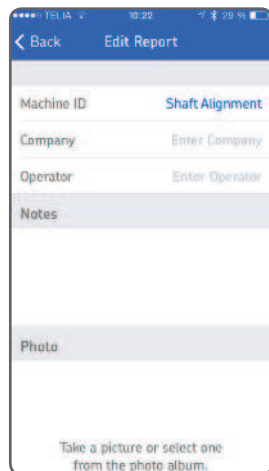 TELIA 10:22 29 %
Back Edit Report
Machine ID Shaft Alignment
Company Enter Company
Operator Enter Operator
Notes
Photo
Take a picture or select one
from the photo album.